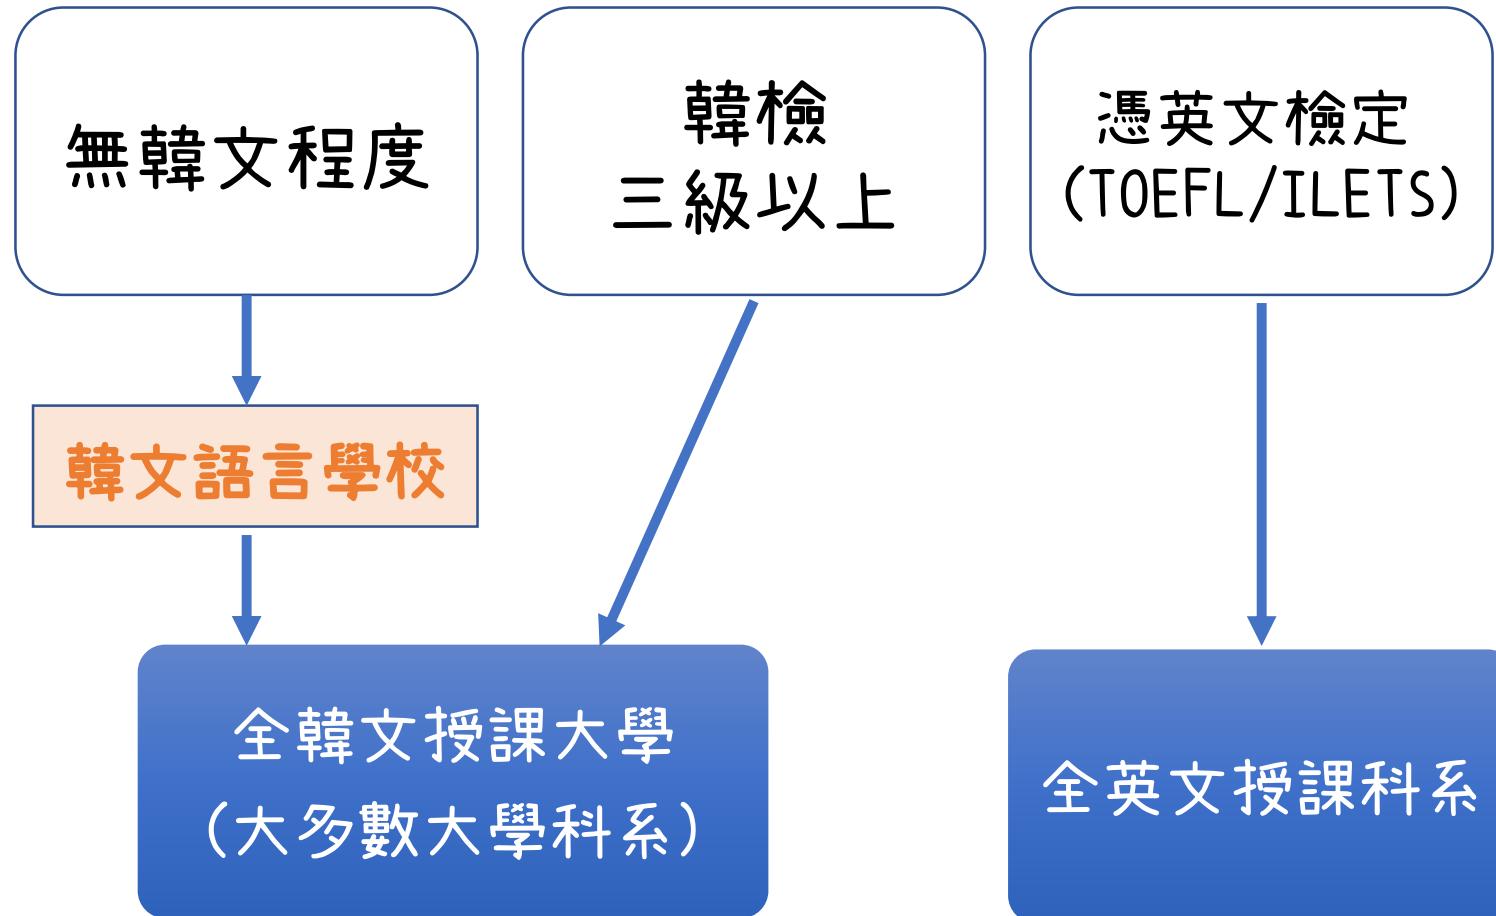 無韓文程度
韓檢
三級以上
憑英文檢定
(TOEFL/ILETS)
韓文語言學校
全韓文授課大學
(大多數大學科系)
全英文授課科系